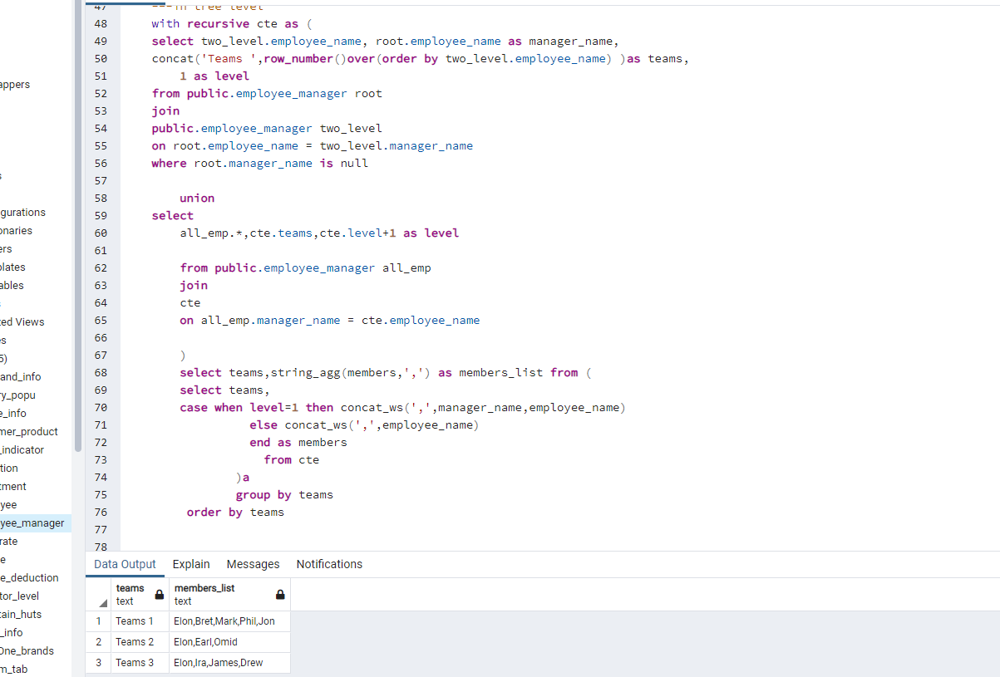 47 ---in tree level
48 with recursive cte as (
49 select two_level.employee_name, root.employee_name as manager_name,
50 concat('Teams ',row_number()over(order by two_level.employee_name) )as teams,
51 1 as level
52 from public.employee_manager root
53 join
54 public.employee_manager two_level
55 on root.employee_name = two_level.manager_name
56 where root.manager_name is null
57
58 union
59 select
60 all_emp.*,cte.teams,cte.level+1 as level
61
62 from public.employee_manager all_emp
63 join
64 cte
65 on all_emp.manager_name = cte.employee_name
66
67 )
68 select teams,string_agg(members,',') as members_list from (
69 select teams,
70 case when level=1 then concat_ws(',',manager_name,employee_name)
71 else concat_ws(',',employee_name)
72 end as members
73 from cte
74 )a
75 group by teams
76 order by teams
77
78
appers
s
gurations
onaries
ers
plates
ables
ted Views
es
5)
and_info
ry_popu
e_info
mer_product
_indicator
tion
tment
yee
yee_manager
rate
e
e_deduction
tor_level
tain_huts
_info
One_brands
m_tab
Data Output Explain Messages Notifications
teams members_list
text text
1 Teams 1 Elon,Bret,Mark,Phil,Jon
2 Teams 2 Elon,Earl,Omid
3 Teams 3 Elon,Ira,James,Drew